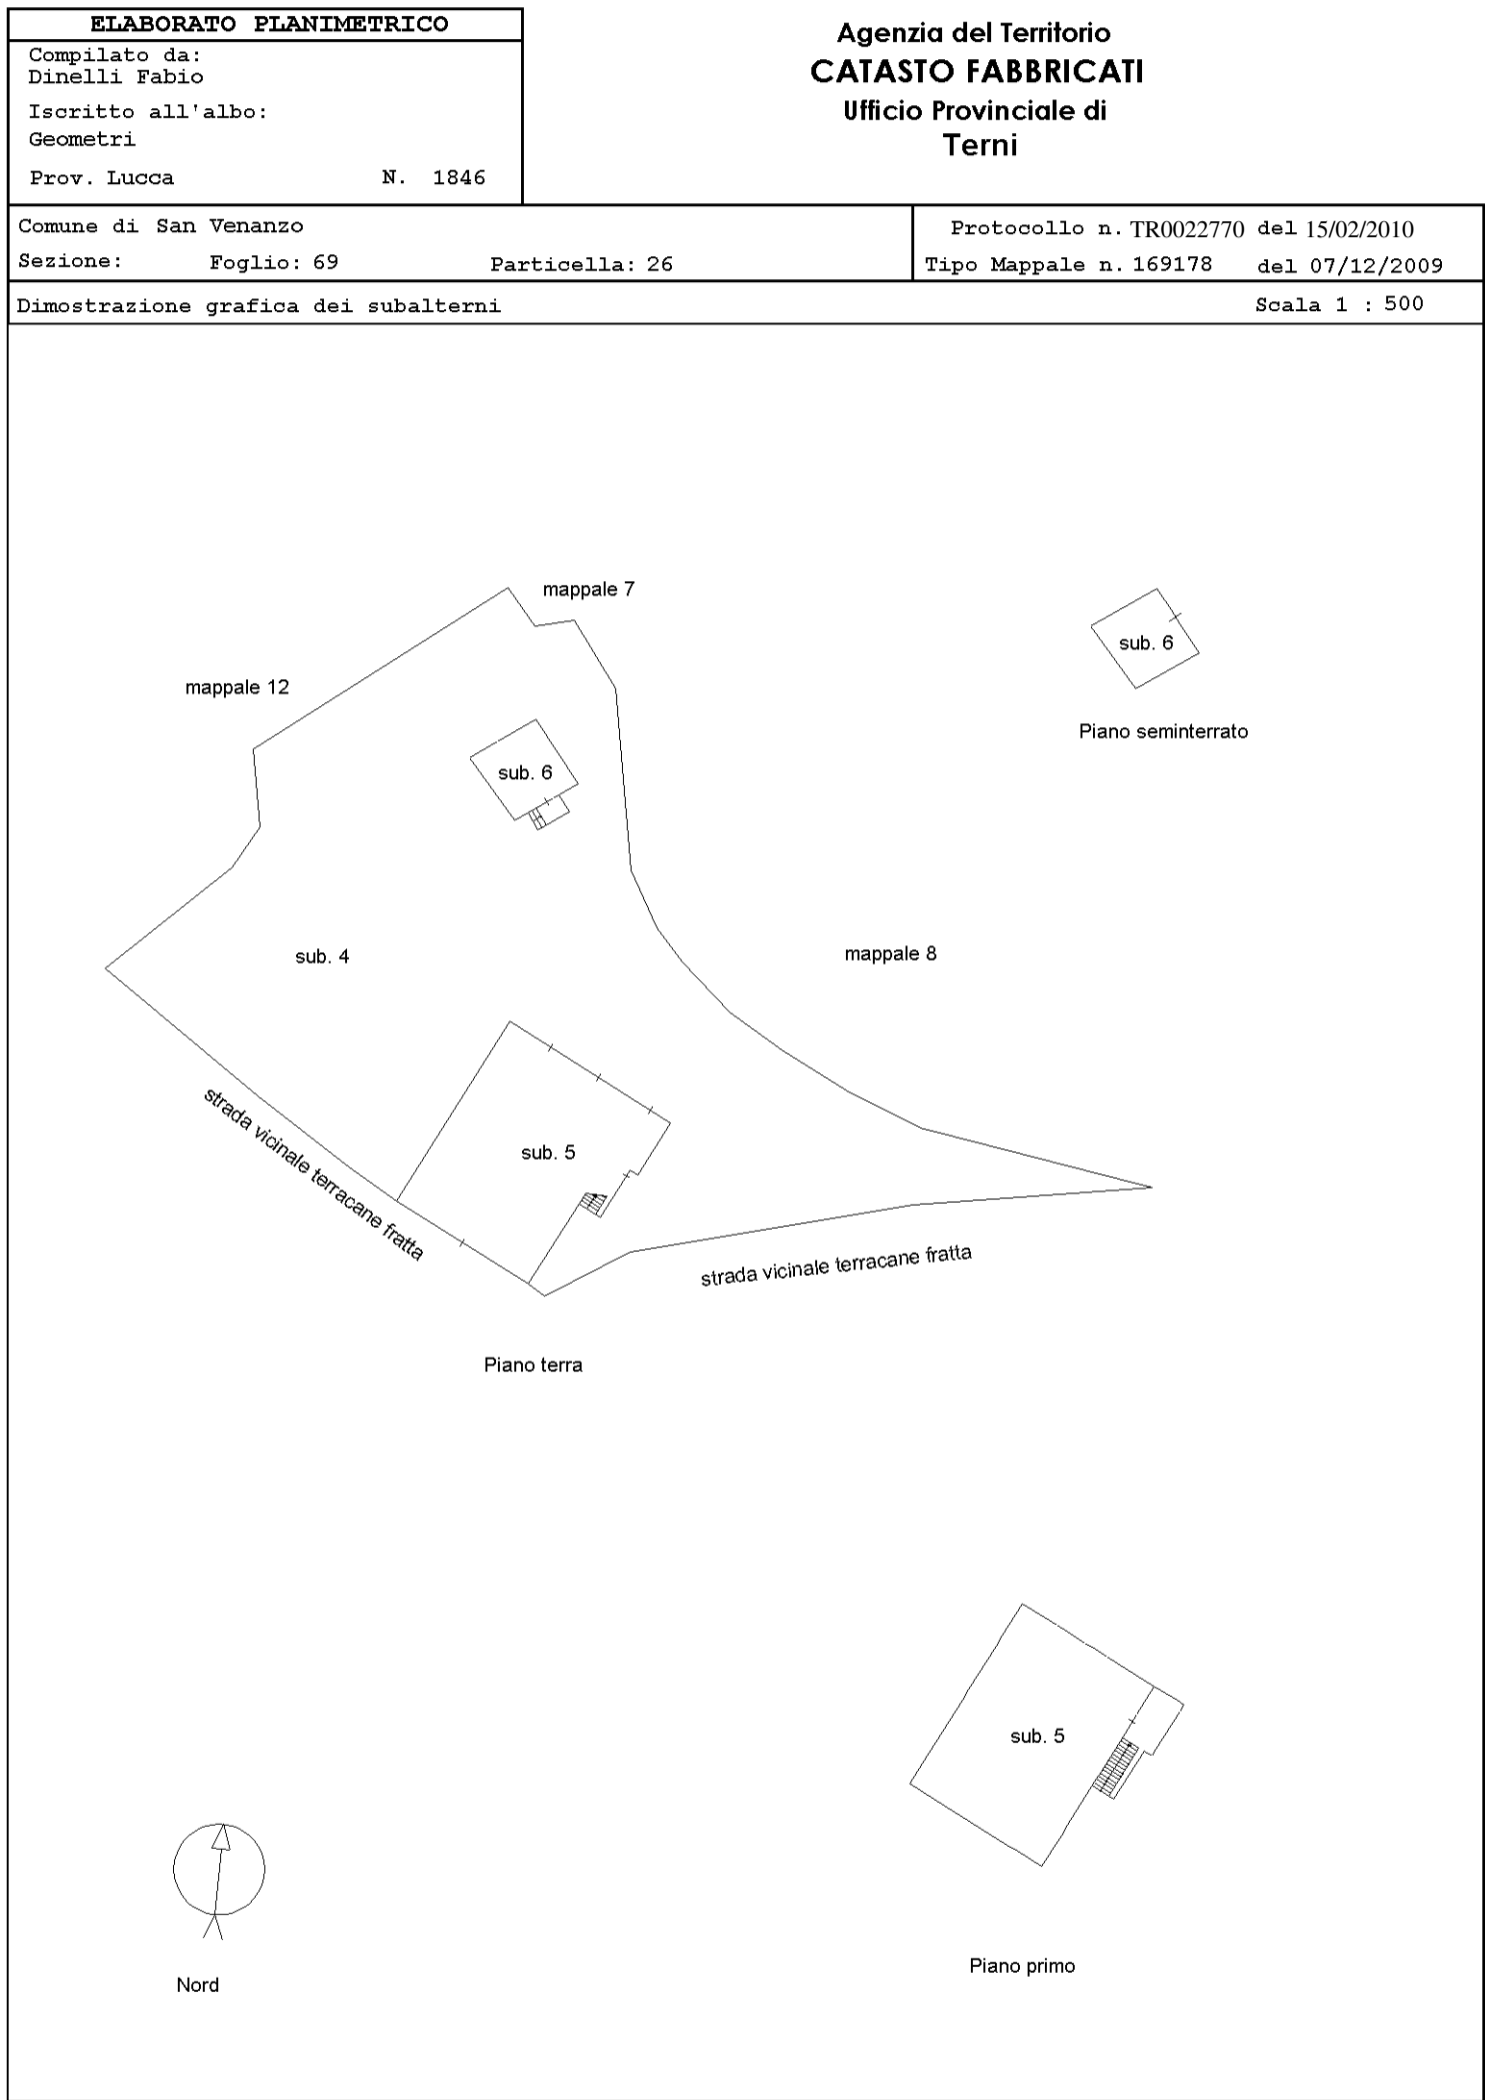 ELABORATO PLANIMETRICO
Compilato da:
Dinelli Fabio
Iscritto all'albo:
Geometri
Prov. Lucca N. 1846
Agenzia del Territorio
CATASTO FABBRICATI
Ufficio Provinciale di
Terni
Comune di San Venanzo
Sezione: Foglio: 69 Particella: 26
Protocollo n. TR0022770 del 15/02/2010
Tipo Mappale n. 169178 del 07/12/2009
Dimostrazione grafica dei subalterni Scala 1 : 500
mappale 7
mappale 12
sub. 6
Piano seminterrato
sub. 6
sub. 4
mappale 8
sub. 5
strada vicinale terracane fratta
strada vicinale terracane fratta
Piano terra
sub. 5
Piano primo
Nord